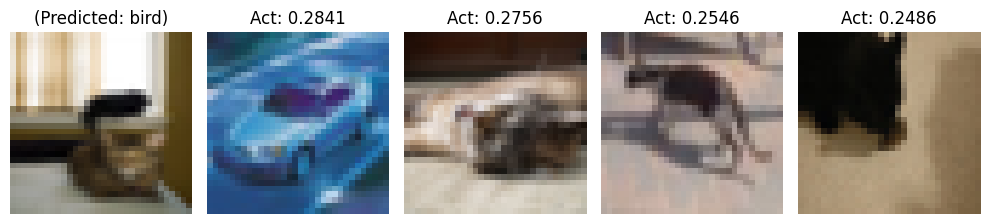 (Predicted: bird)
Act: 0.2841
Act: 0.2756
Act: 0.2546
Act: 0.2486